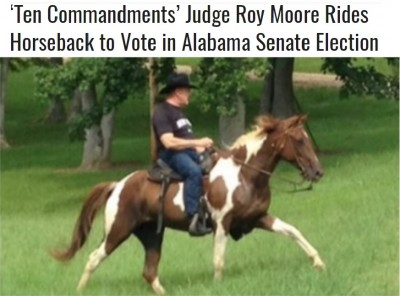 ‘Ten Commandments’ Judge Roy Moore Rides
Horseback to Vote in Alabama Senate Election